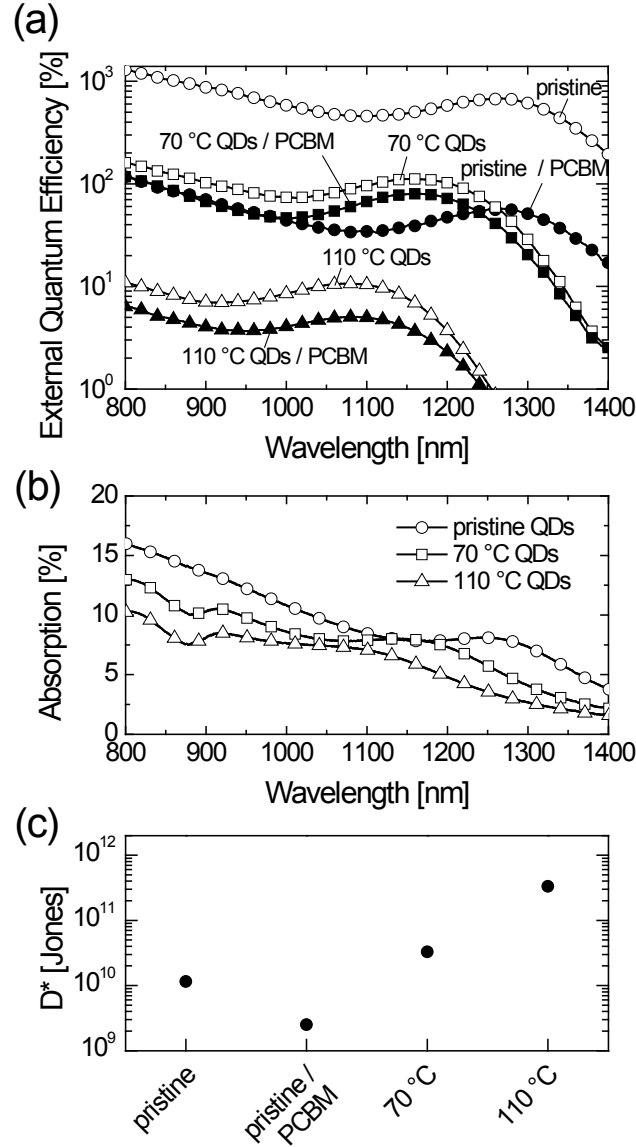 (a)
External Quantum Efficiency [%]
10³
10²
10¹
10⁰
pristine
70 °C QDs / PCBM
70 °C QDs
pristine / PCBM
110 °C QDs
110 °C QDs / PCBM
800 900 1000 1100 1200 1300 1400
Wavelength [nm]
(b)
Absorption [%]
20
15
10
5
0
pristine QDs
70 °C QDs
110 °C QDs
800 900 1000 1100 1200 1300 1400
Wavelength [nm]
(c)
D* [Jones]
10¹²
10¹¹
10¹⁰
10⁹
pristine
pristine /
PCBM
70 °C
110 °C